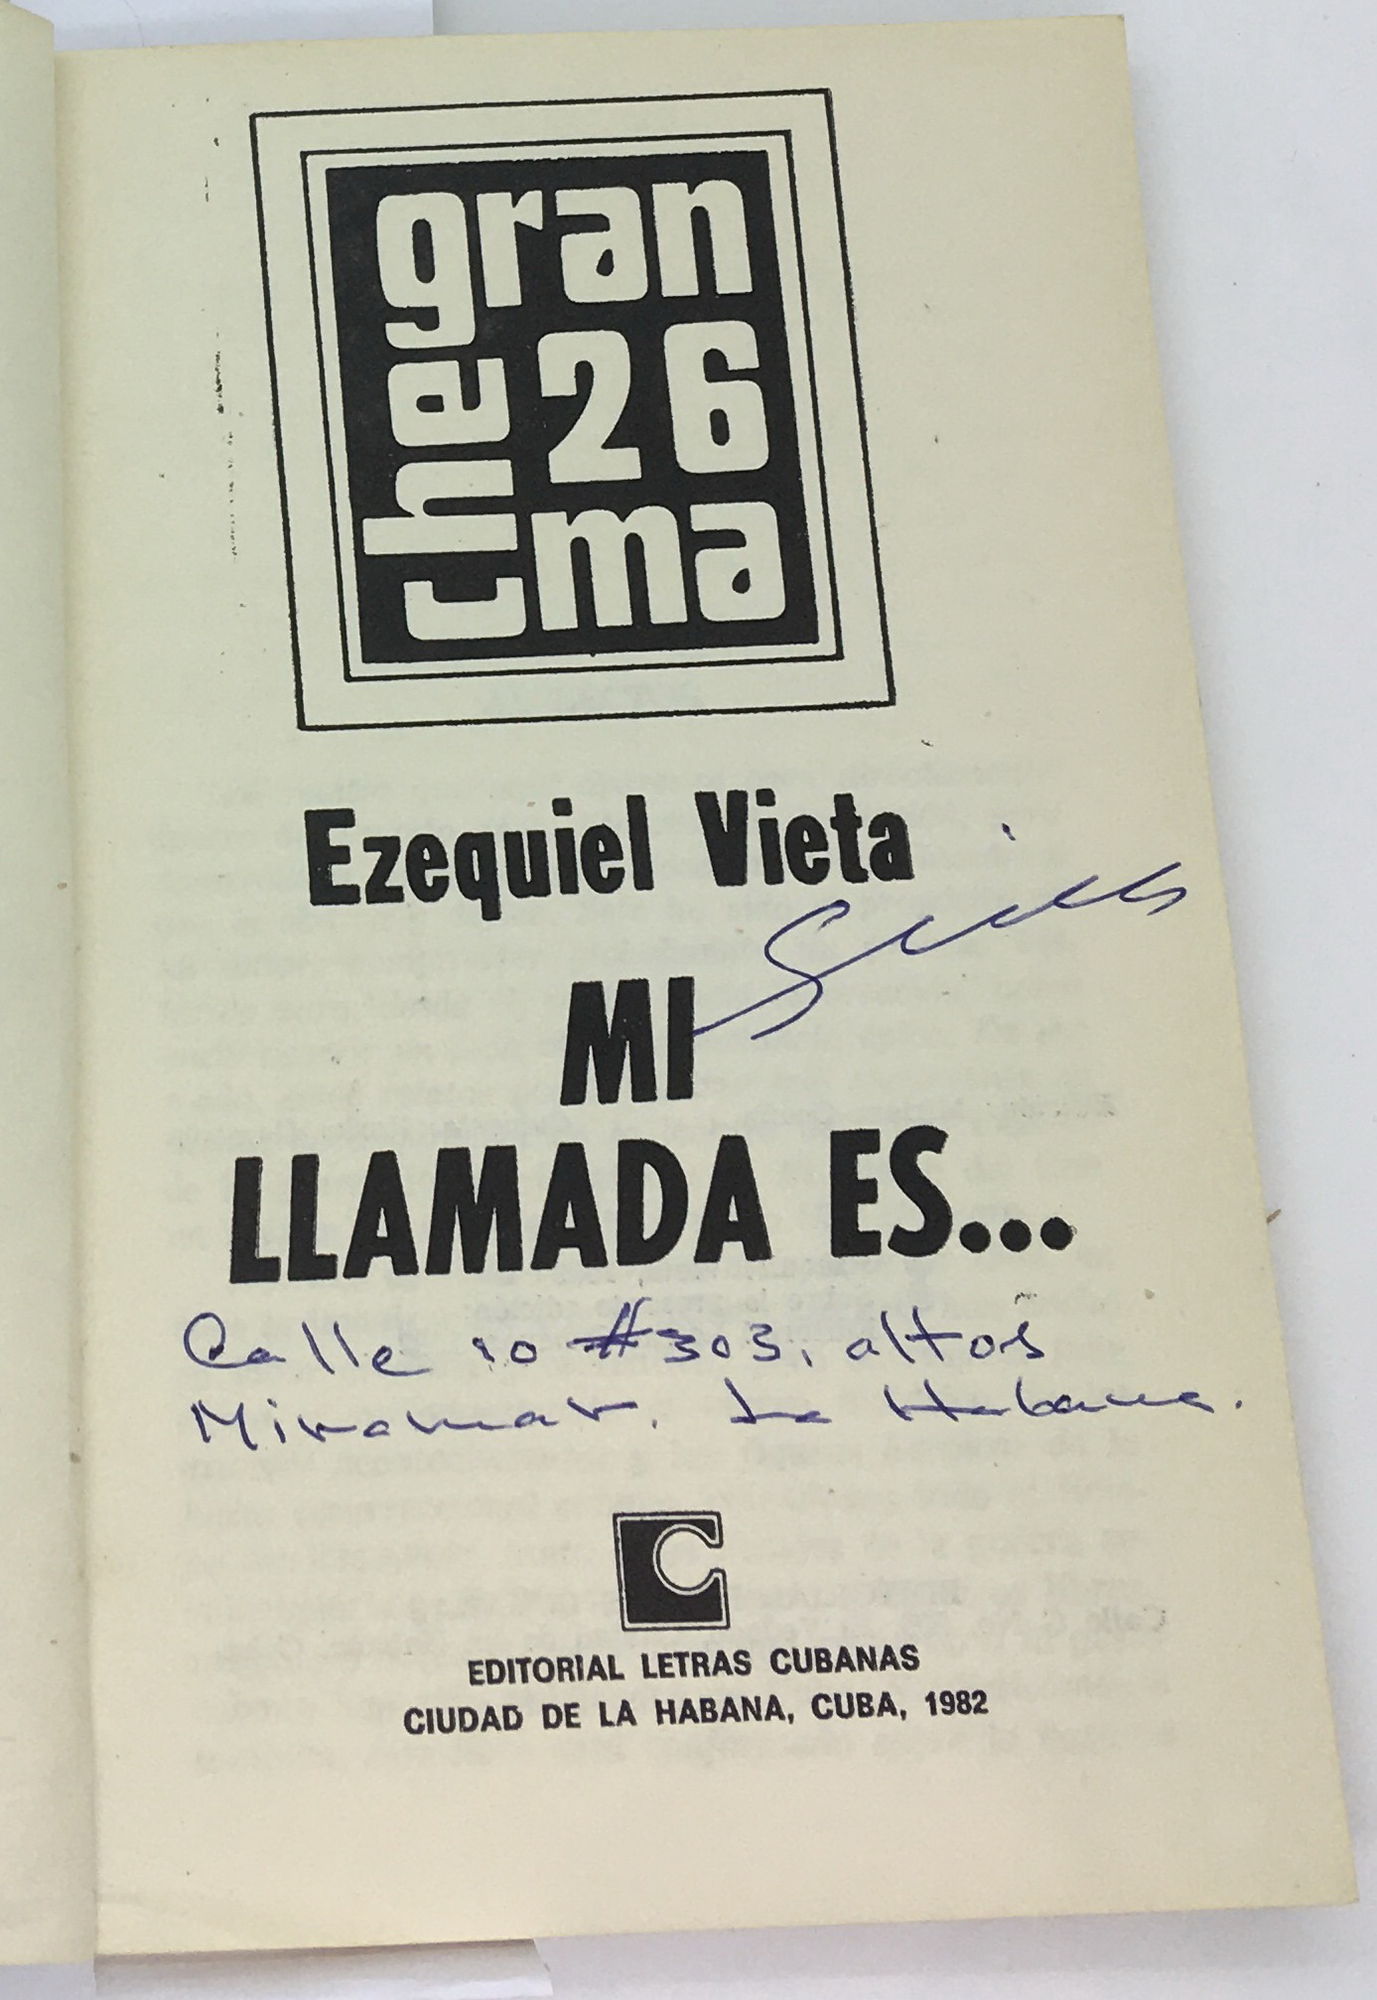 gran
che
26
ma
Ezequiel Vieta
MI
LLAMADA ES...
Calle 10 #303, altos
Miramar. La Habana.
C
EDITORIAL LETRAS CUBANAS
CIUDAD DE LA HABANA, CUBA, 1982